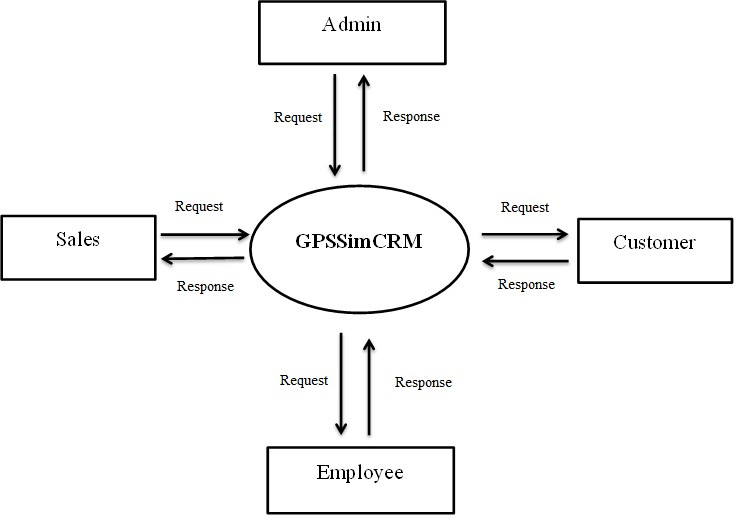 Admin
Request
Response
Request
Request
Sales
GPSSimCRM
Customer
Response
Response
Request
Response
Employee